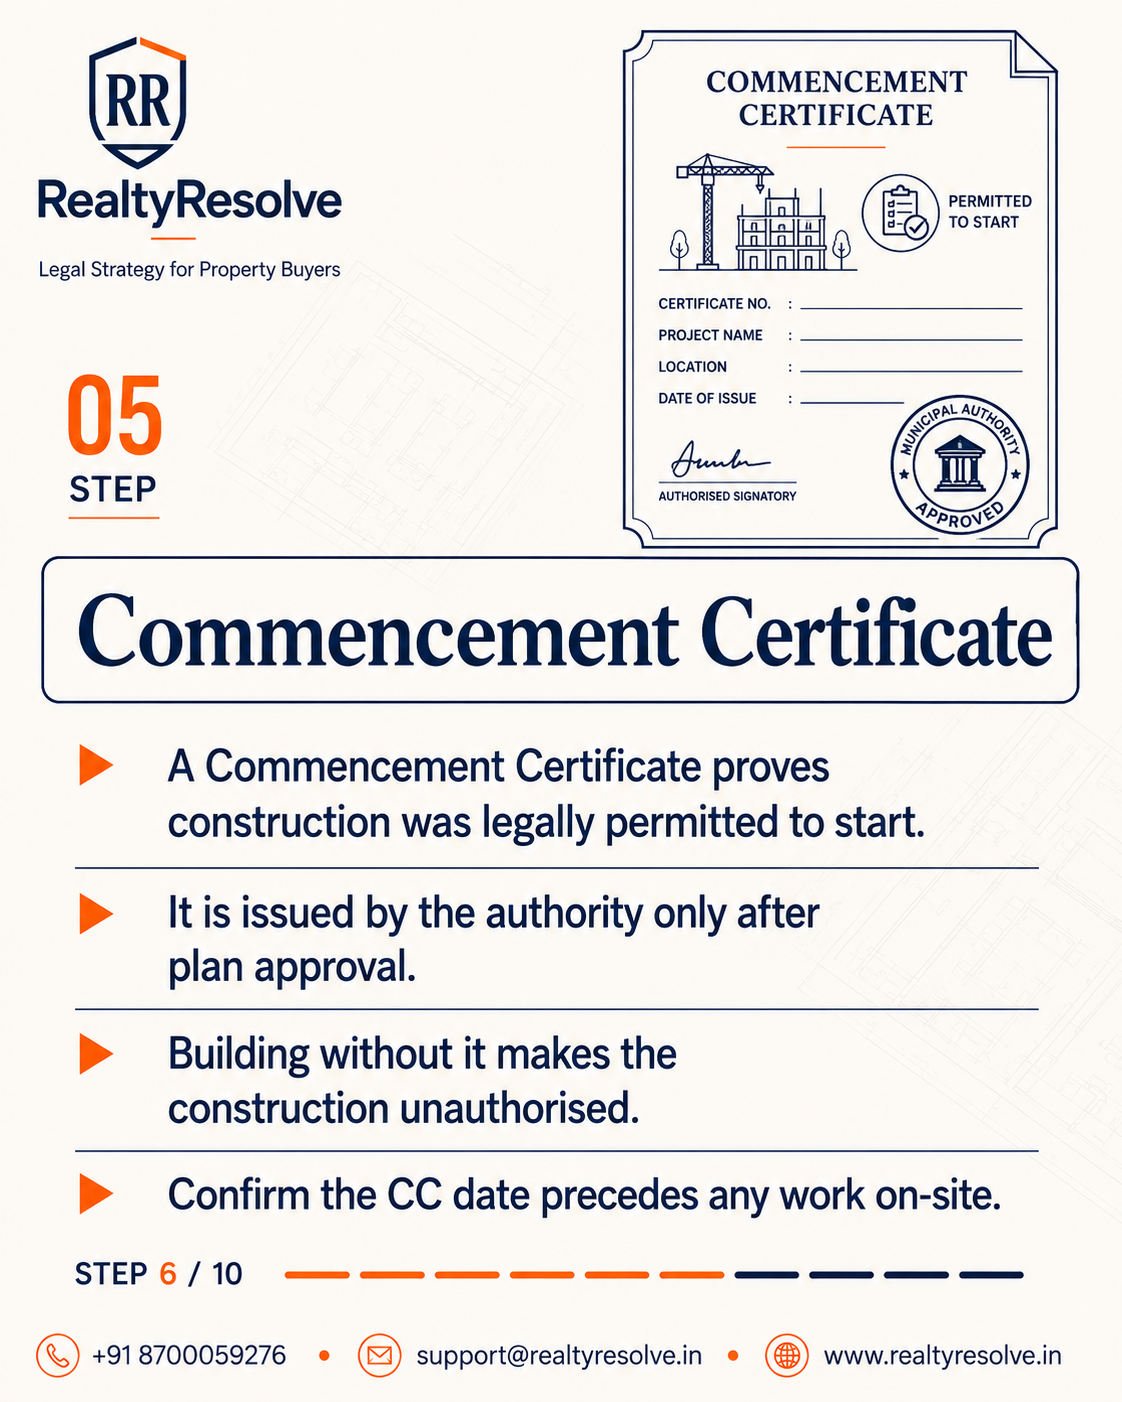 RR
RealtyResolve
Legal Strategy for Property Buyers
COMMENCEMENT
CERTIFICATE
PERMITTED
TO START
CERTIFICATE NO. :
PROJECT NAME :
LOCATION :
DATE OF ISSUE :
AUTHORISED SIGNATORY
MUNICIPAL AUTHORITY
APPROVED
05
STEP
Commencement Certificate
A Commencement Certificate proves
construction was legally permitted to start.
It is issued by the authority only after
plan approval.
Building without it makes the
construction unauthorised.
Confirm the CC date precedes any work on-site.
STEP 6 / 10
+91 8700059276 • support@realtyresolve.in • www.realtyresolve.in